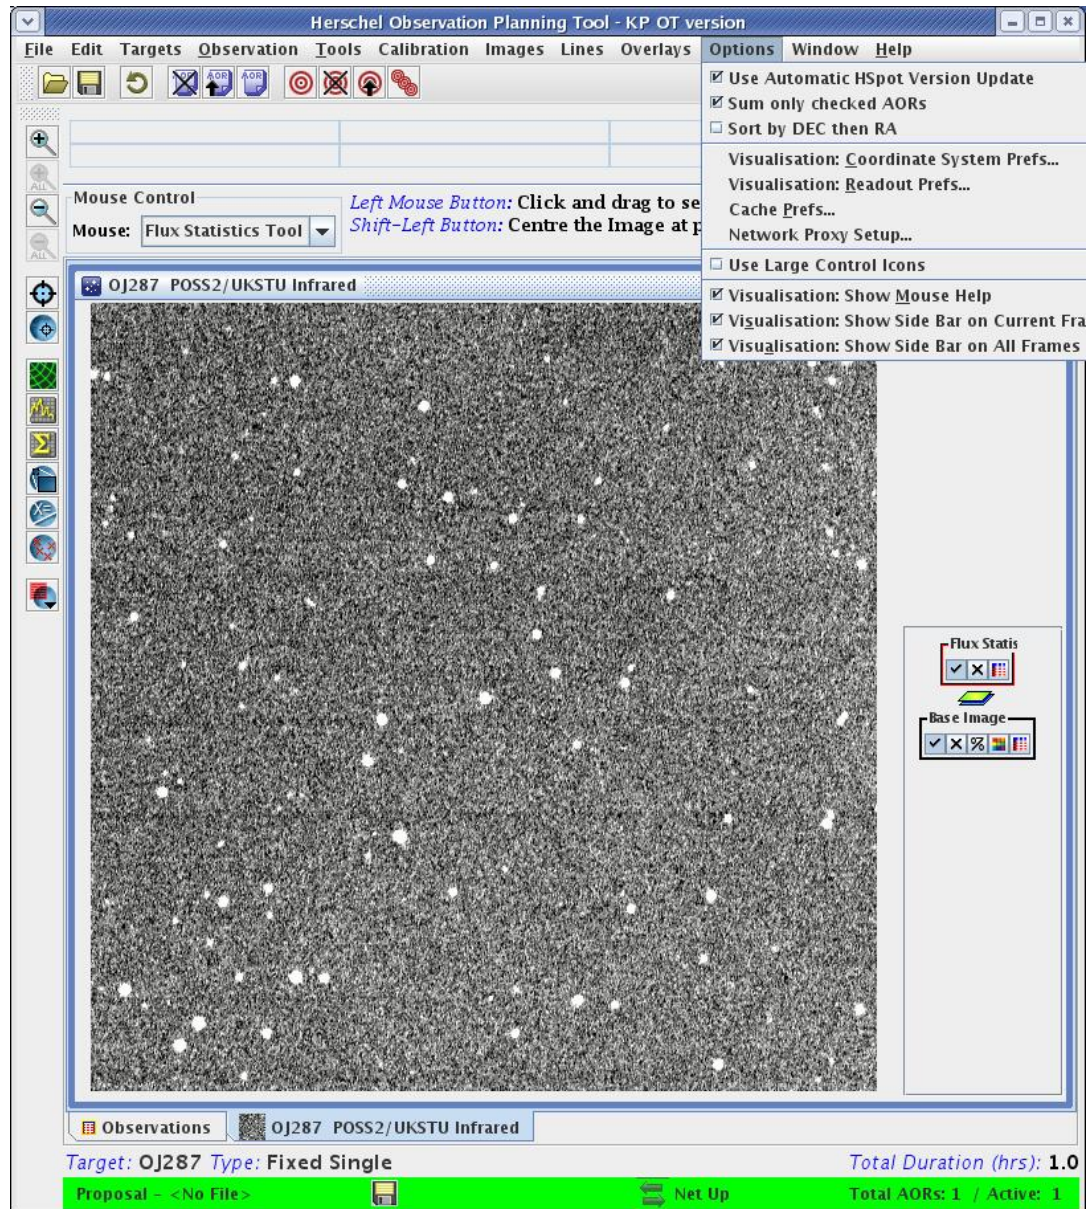 Herschel Observation Planning Tool - KP OT version
File Edit Targets Observation Tools Calibration Images Lines Overlays Options Window Help
Use Automatic HSpot Version Update
Sum only checked AORs
Sort by DEC then RA
Visualisation: Coordinate System Prefs...
Visualisation: Readout Prefs...
Cache Prefs...
Network Proxy Setup...
Use Large Control Icons
Visualisation: Show Mouse Help
Visualisation: Show Side Bar on Current Fra
Visualisation: Show Side Bar on All Frames
AOR AOR
ALL
ALL
Mouse Control
Mouse: Flux Statistics Tool
Left Mouse Button: Click and drag to se
Shift-Left Button: Centre the Image at p
OJ287 POSS2/UKSTU Infrared
Flux Statis
Base Image
Observations OJ287 POSS2/UKSTU Infrared
Target: OJ287 Type: Fixed Single Total Duration (hrs): 1.0
Proposal - <No File> Net Up Total AORs: 1 / Active: 1